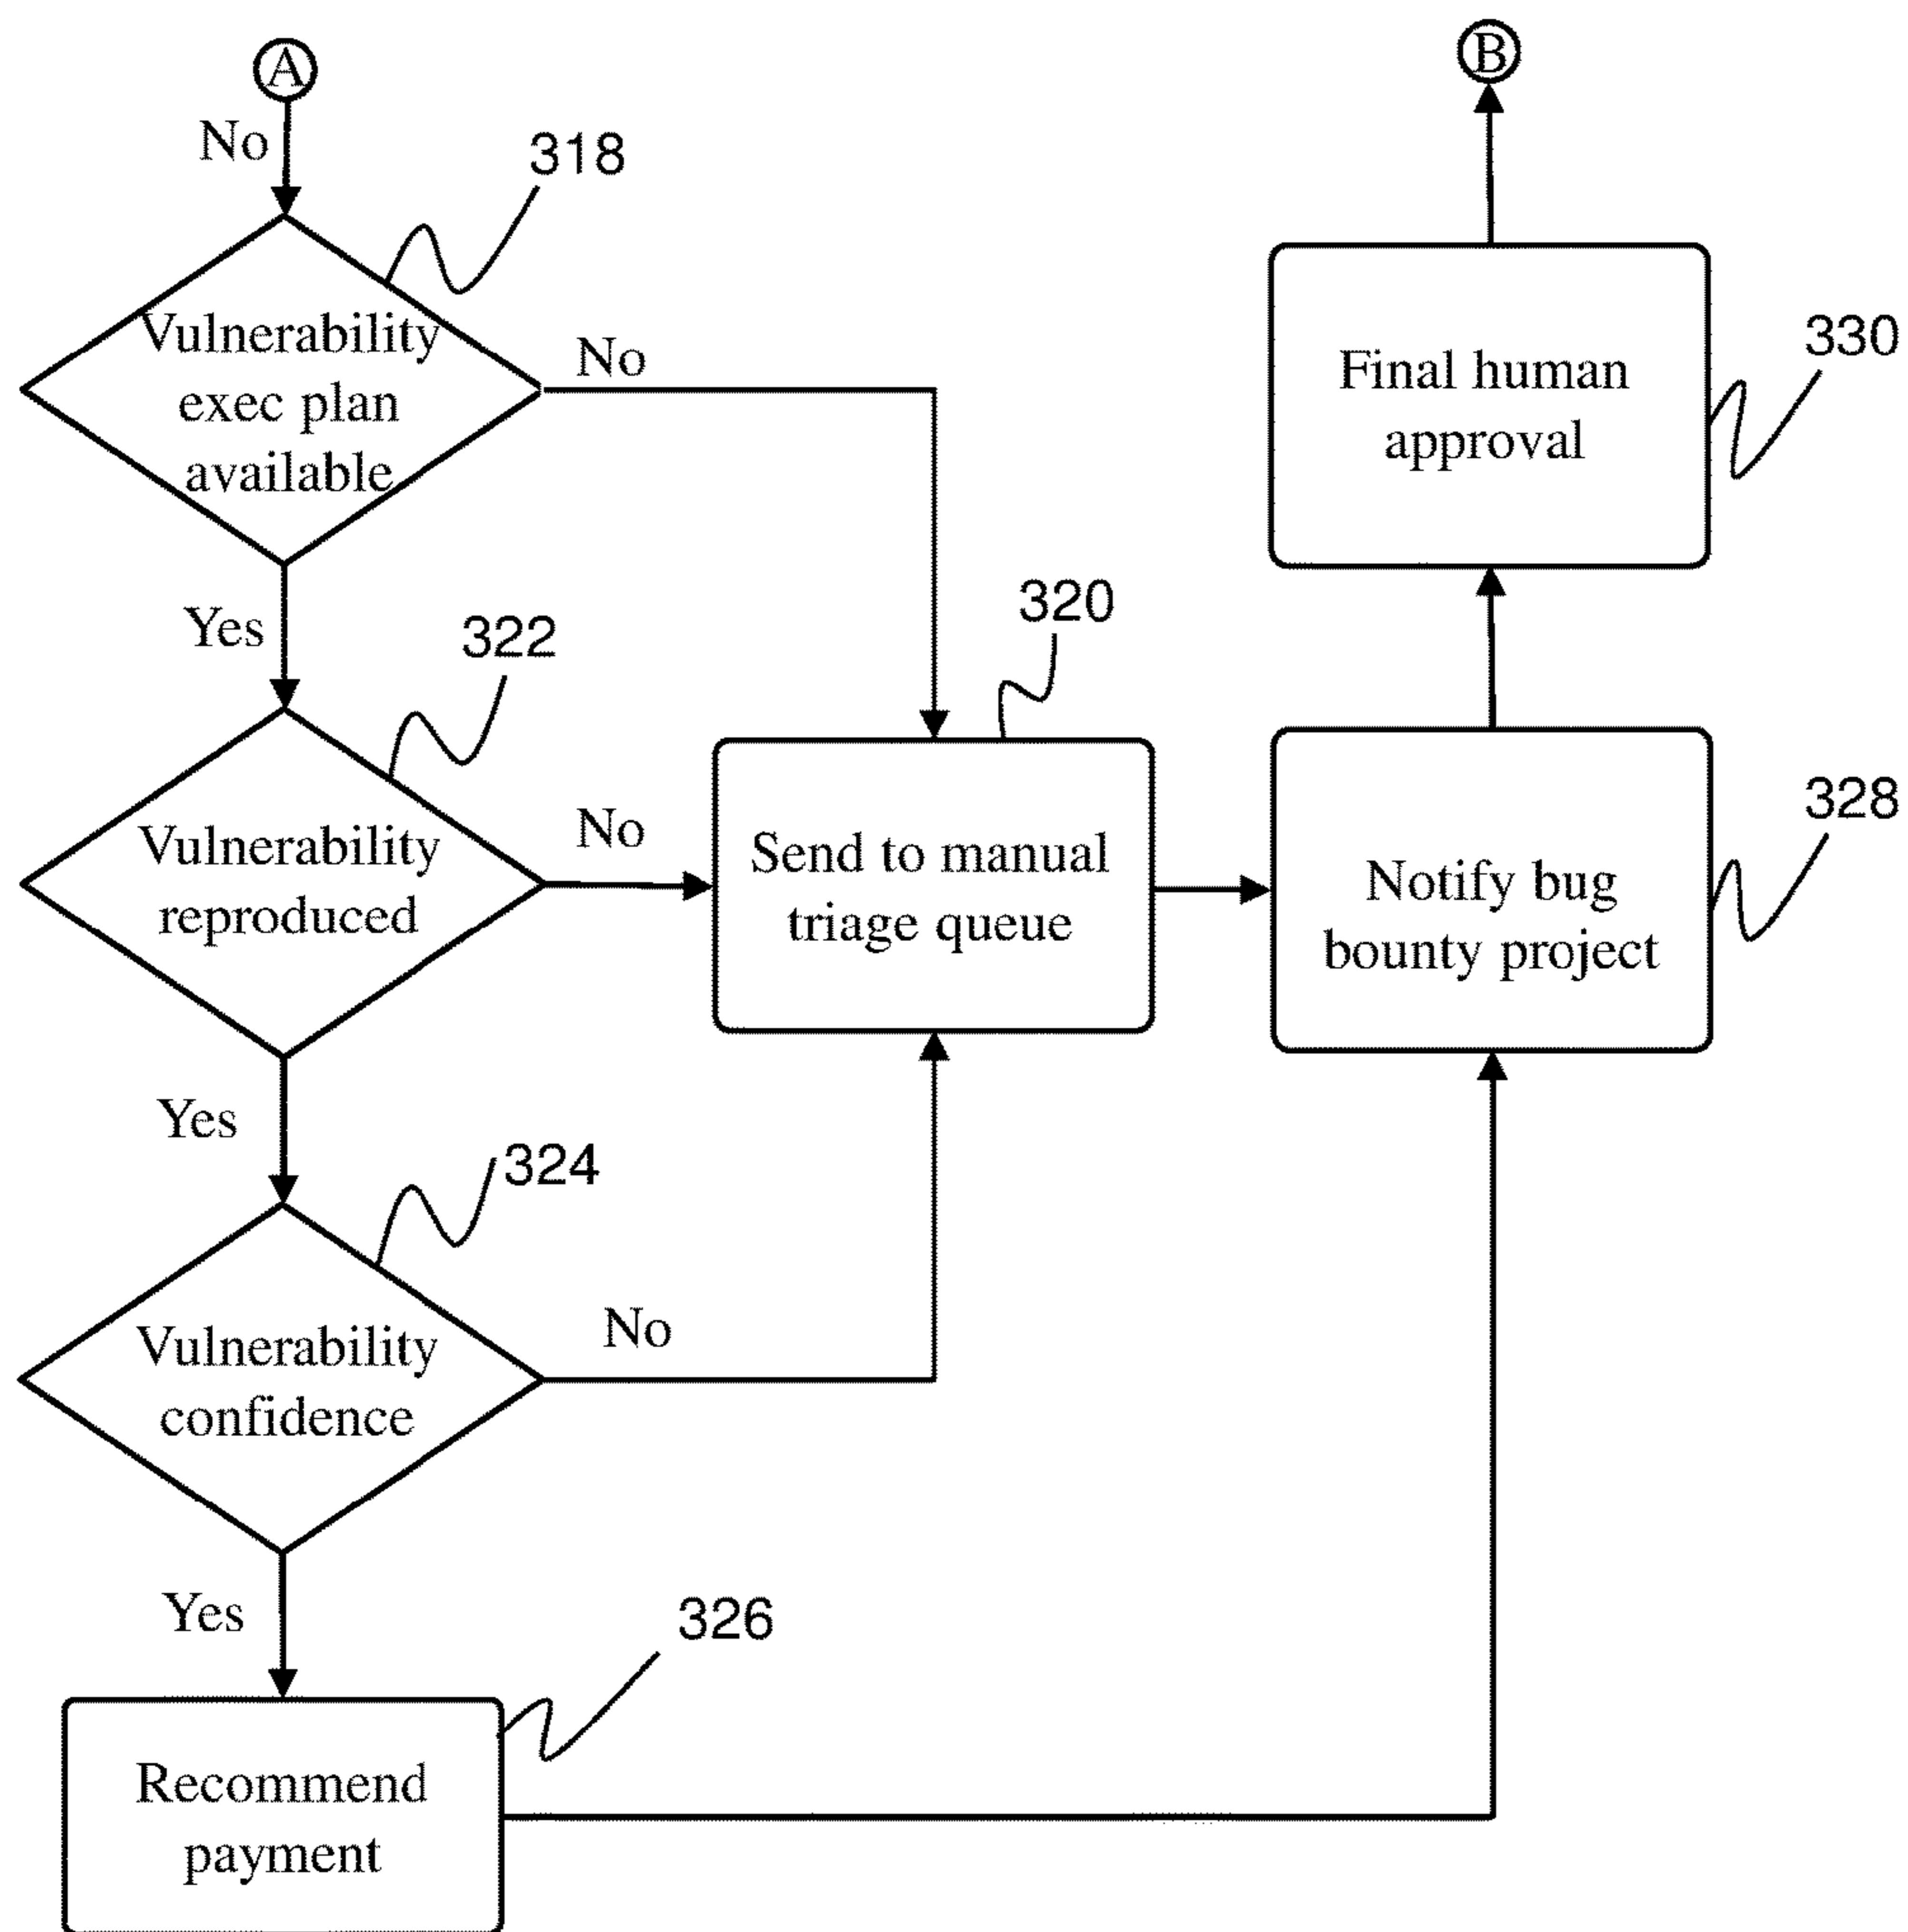 A
No
318
Vulnerability
exec plan
available
No
Yes
322
Vulnerability
reproduced
No
Yes
324
Vulnerability
confidence
No
Yes
326
Recommend
payment
320
Send to manual
triage queue
B
330
Final human
approval
328
Notify bug
bounty project